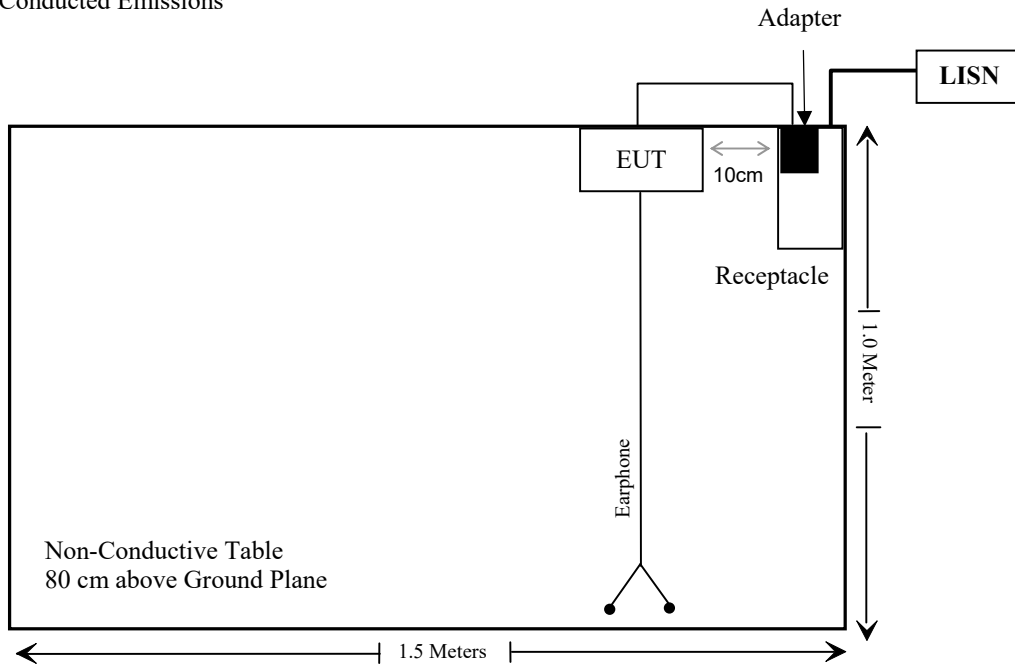 Conducted Emissions
Adapter
LISN
EUT
10cm
Receptacle
1.0 Meter
Earphone
Non-Conductive Table
80 cm above Ground Plane
1.5 Meters